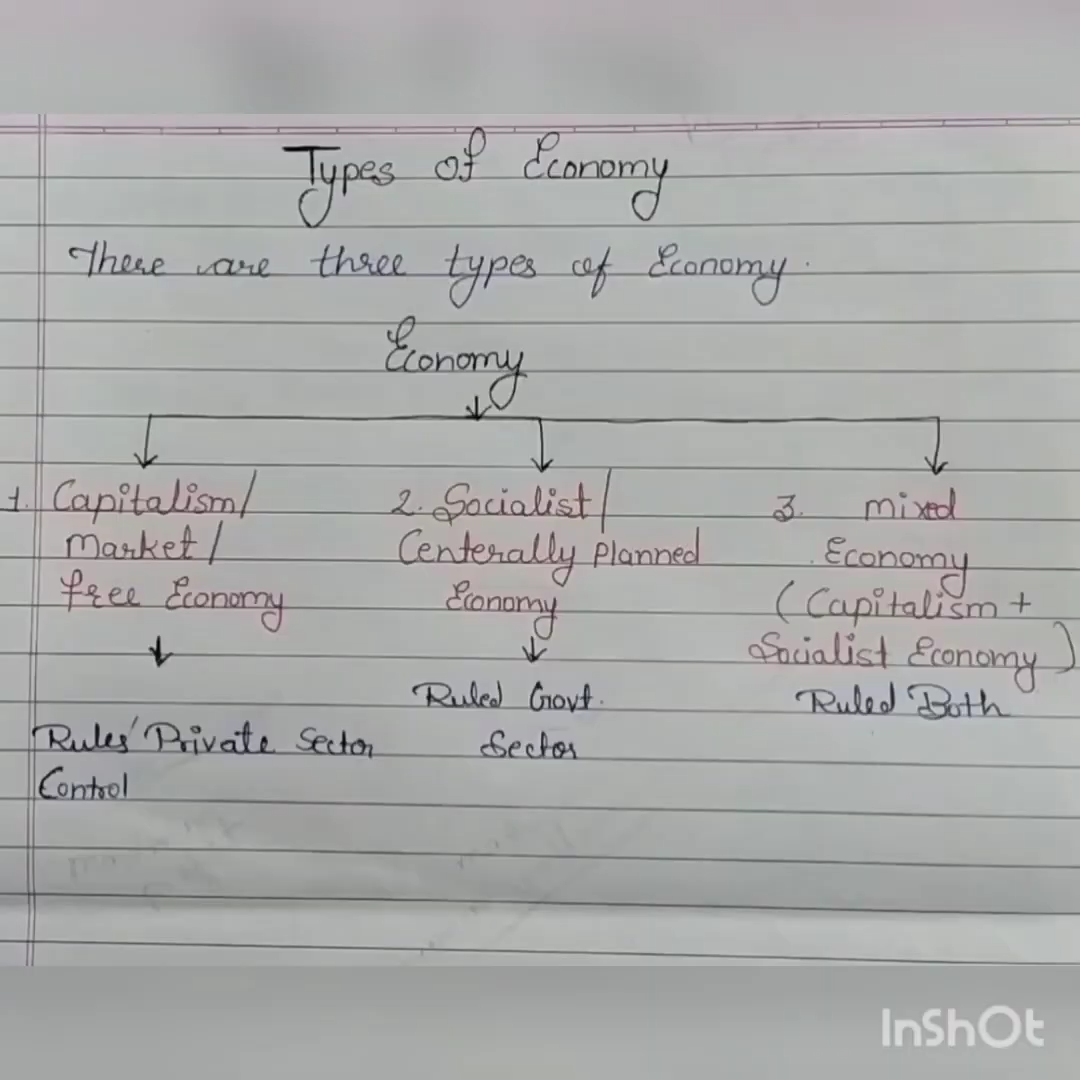 Types of Economy
There are three types of Economy.
Economy
1. Capitalism/
Market/
free Economy
Rules' Private Sector
Control
2. Socialist/
Centerally Planned
Economy
Ruled Govt.
Sector
3. mixed
Economy
(Capitalism +
Socialist Economy)
Ruled Both
InShOt